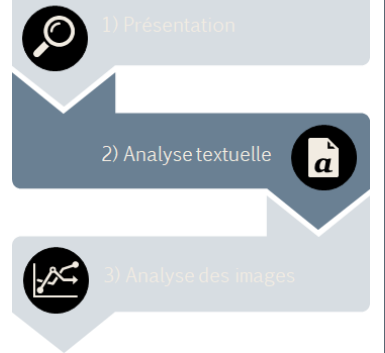 1) Présentation
2) Analyse textuelle
a
3) Analyse des images